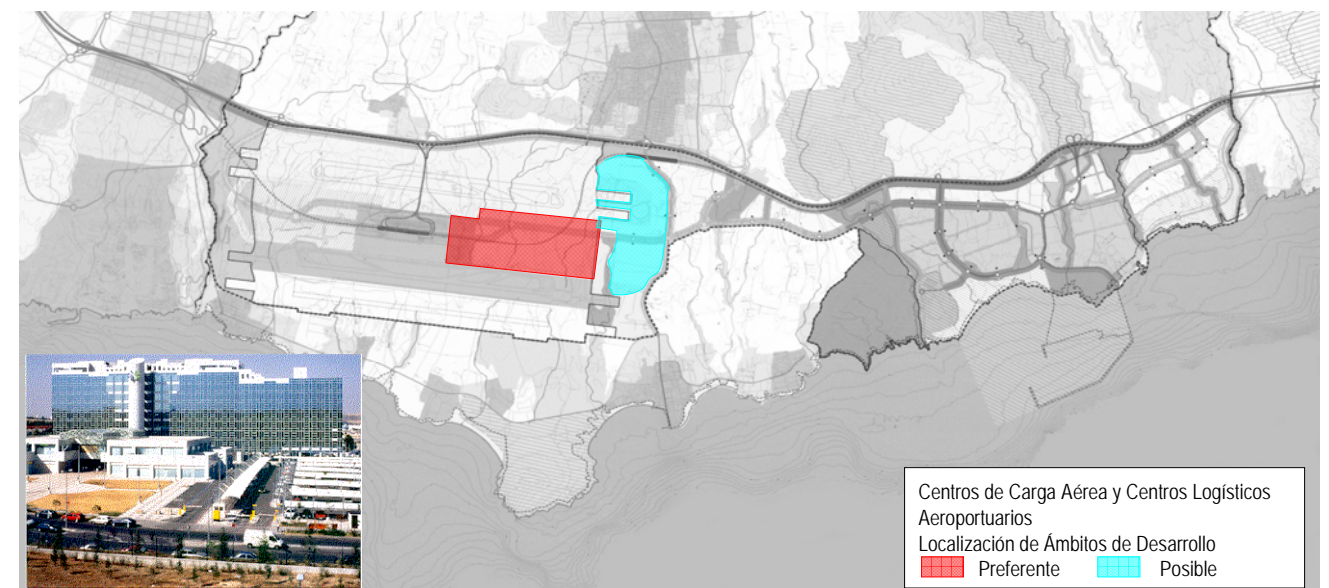 Centros de Carga Aérea y Centros Logísticos
Aeroportuarios
Localización de Ámbitos de Desarrollo
Preferente Posible